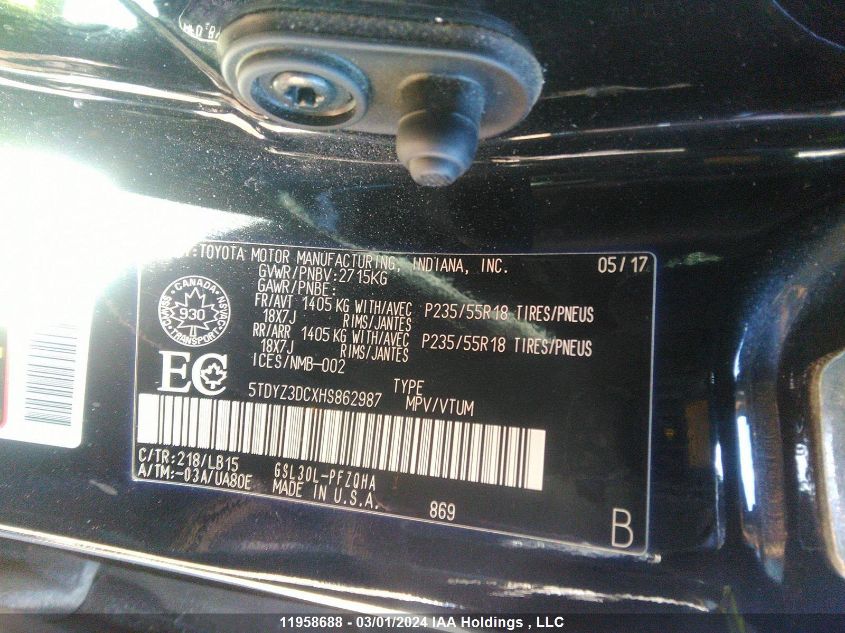 :TOYOTA MOTOR MANUFACTURING, INDIANA, INC. 05/17
GVWR/PNBV:2715KG
GAWR/PNBE:
FR/AVT 1405 KG WITH/AVEC P235/55R18 TIRES/PNEUS
18X7J RIMS/JANTES
RR/ARR 1405 KG WITH/AVEC P235/55R18 TIRES/PNEUS
18X7J RIMS/JANTES
ICES/NMB-002
CANADA
930
TRANSPORT
EC
5TDYZ3DCXHS862987 TYPE
MPV/VTUM
C/TR:218/LB15 GSL30L-PFZQHA
A/TM:-03A/UA80E MADE IN U.S.A.
869
B
11958688 - 03/01/2024 IAA Holdings , LLC